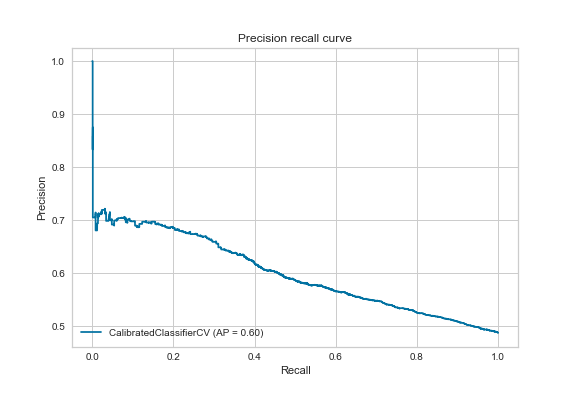 Precision recall curve
1.0
0.9
0.8
0.7
0.6
0.5
Precision
CalibratedClassifierCV (AP = 0.60)
0.0 0.2 0.4 0.6 0.8 1.0
Recall